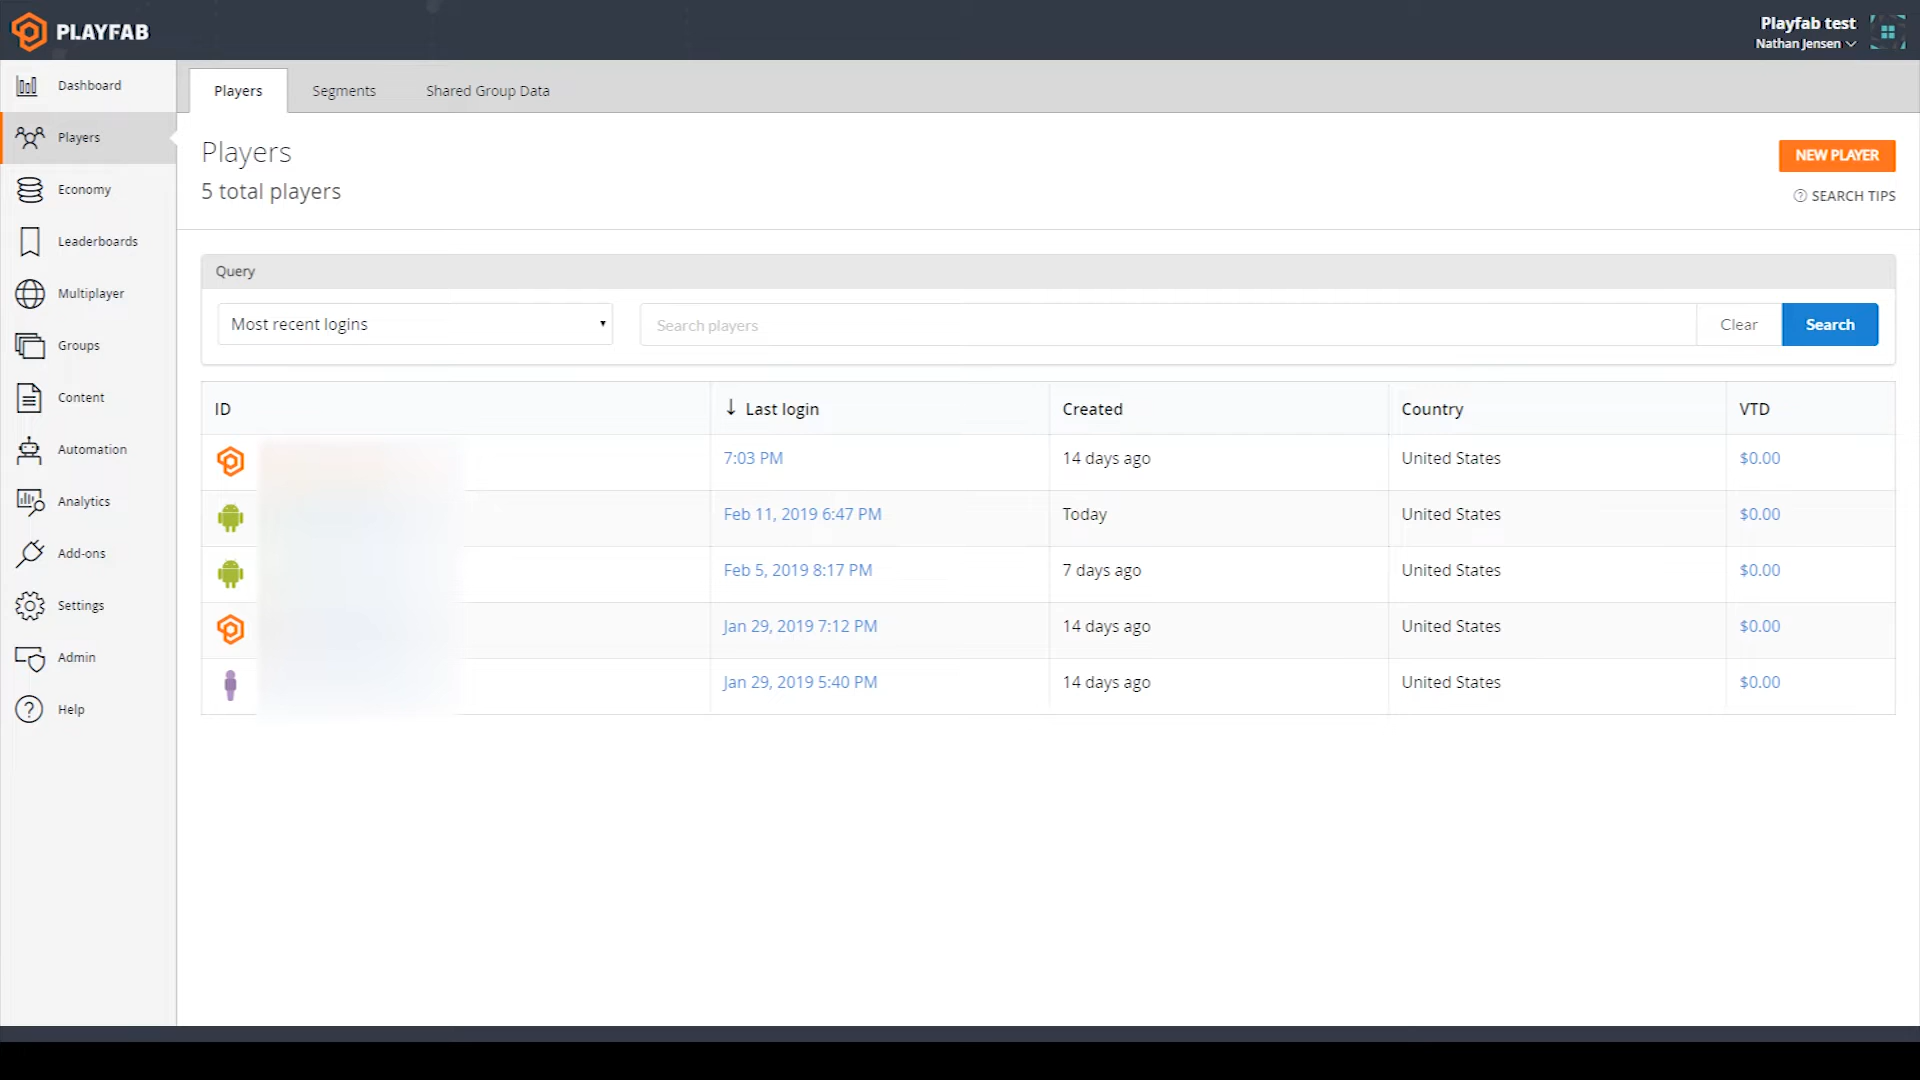 PLAYFAB
Playfab test
Nathan Jensen
Dashboard
Players
Economy
Leaderboards
Multiplayer
Groups
Content
Automation
Analytics
Add-ons
Settings
Admin
? Help
Players Segments Shared Group Data
Players
5 total players
NEW PLAYER
? SEARCH TIPS
Query
Most recent logins Search players Clear Search
ID ↓ Last login Created Country VTD
7:03 PM 14 days ago United States $0.00
Feb 11, 2019 6:47 PM Today United States $0.00
Feb 5, 2019 8:17 PM 7 days ago United States $0.00
Jan 29, 2019 7:12 PM 14 days ago United States $0.00
Jan 29, 2019 5:40 PM 14 days ago United States $0.00